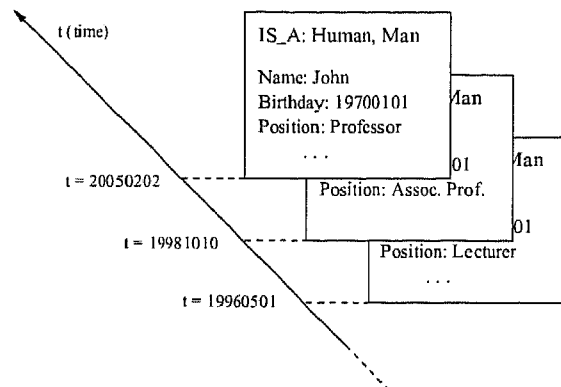 t (time)
IS_A: Human, Man
Name: John
Birthday: 19700101
Position: Professor
. . .
Man
01
Position: Assoc. Prof.
Man
01
Position: Lecturer
. . .
t = 20050202
t = 19981010
t = 19960501